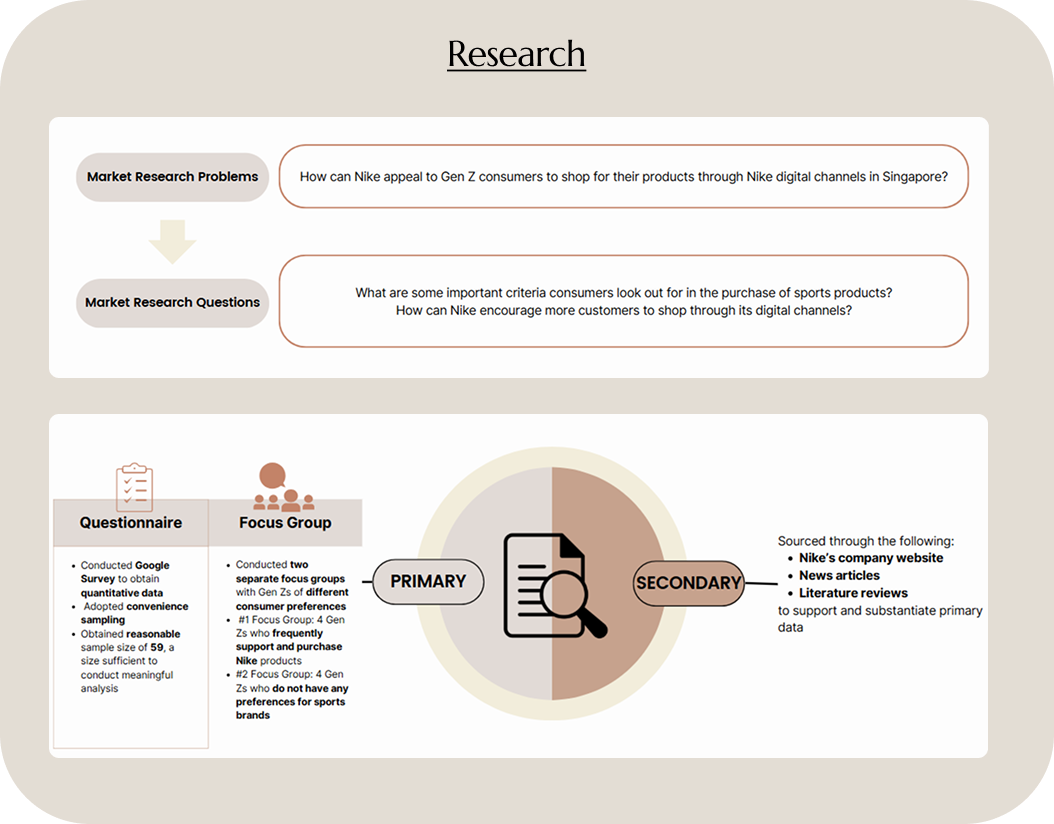 Research
Market Research Problems
How can Nike appeal to Gen Z consumers to shop for their products through Nike digital channels in Singapore?
Market Research Questions
What are some important criteria consumers look out for in the purchase of sports products?
How can Nike encourage more customers to shop through its digital channels?
Questionnaire
• Conducted Google
Survey to obtain
quantitative data
• Adopted convenience
sampling
• Obtained reasonable
sample size of 59, a
size sufficient to
conduct meaningful
analysis
Focus Group
• Conducted two
separate focus groups
with Gen Zs of different
consumer preferences
• #1 Focus Group: 4 Gen
Zs who frequently
support and purchase
Nike products
• #2 Focus Group: 4 Gen
Zs who do not have any
preferences for sports
brands
PRIMARY
SECONDARY
Sourced through the following:
• Nike's company website
• News articles
• Literature reviews
to support and substantiate primary
data